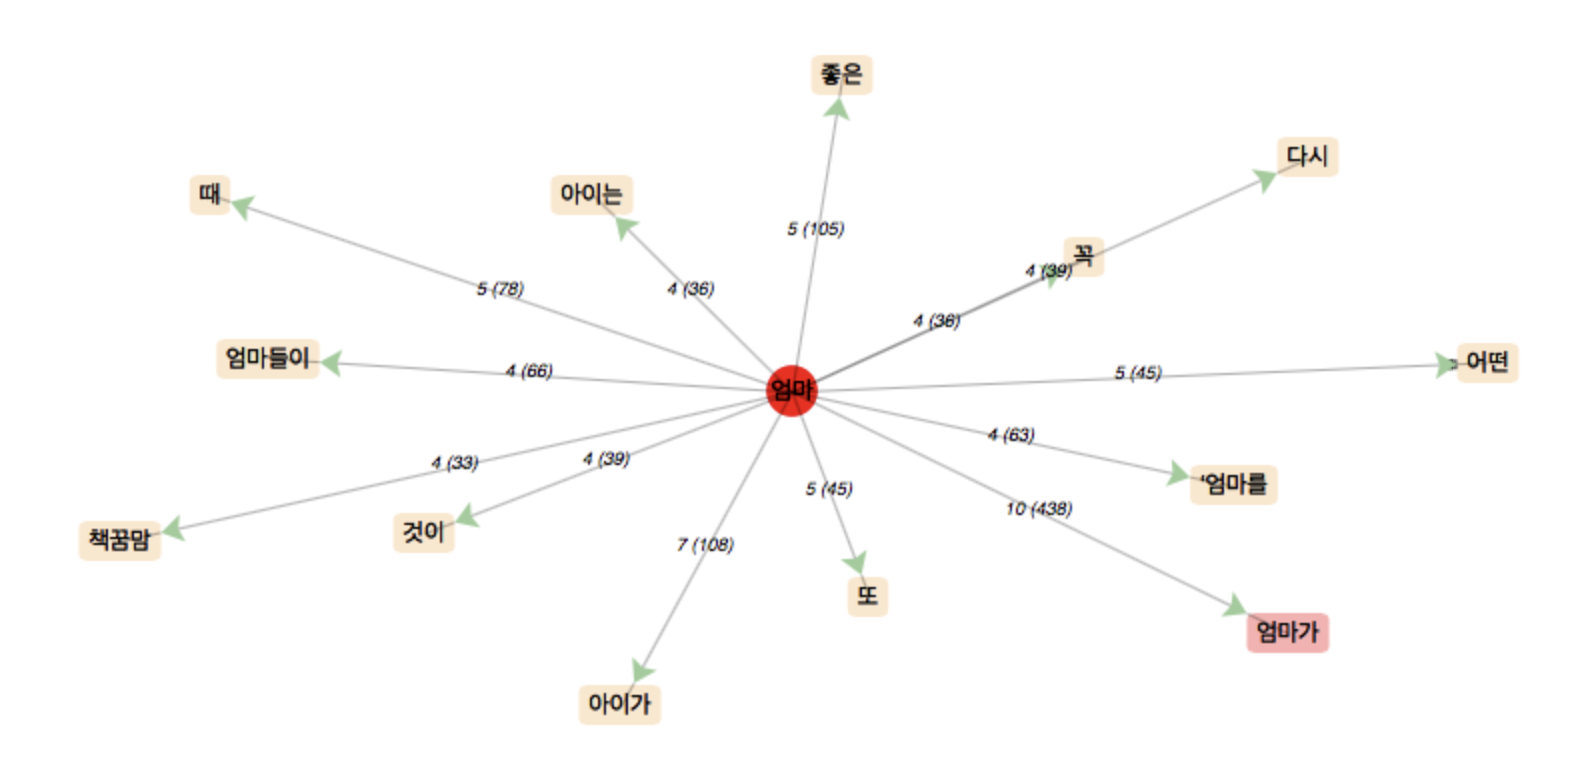 좋은
다시
때
아이는
5 (105)
꼭
4 (39)
5 (78)
4 (36)
4 (36)
엄마들이
4 (66)
어떤
5 (45)
엄마
4 (63)
4 (33)
4 (39)
'엄마를
5 (45)
10 (438)
책꿈맘
것이
7 (108)
또
엄마가
아이가